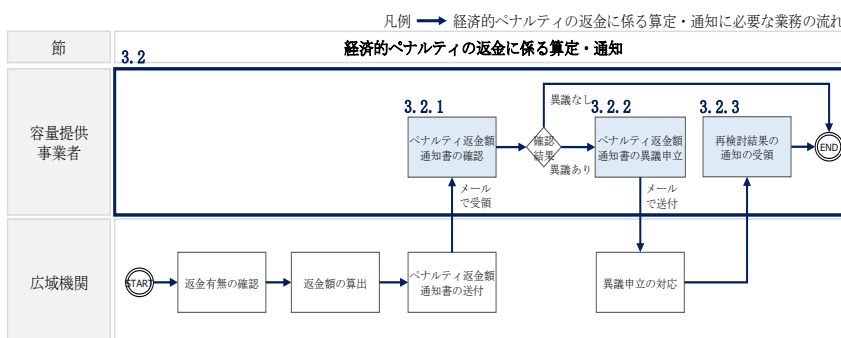 凡例 経済的ペナルティの返金に係る算定・通知に必要な業務の流れ
節
3.2
経済的ペナルティの返金に係る算定・通知
容量提供
事業者
3.2.1
ペナルティ返金額
通知書の確認
異議なし
確認
結果
異議あり
3.2.2
ペナルティ返金額
通知書の異議申立
3.2.3
再検討結果の
通知の受領
END
メール
で受領
メール
で送付
広域機関
START
返金有無の確認
返金額の算出
ペナルティ返金額
通知書の送付
異議申立の対応